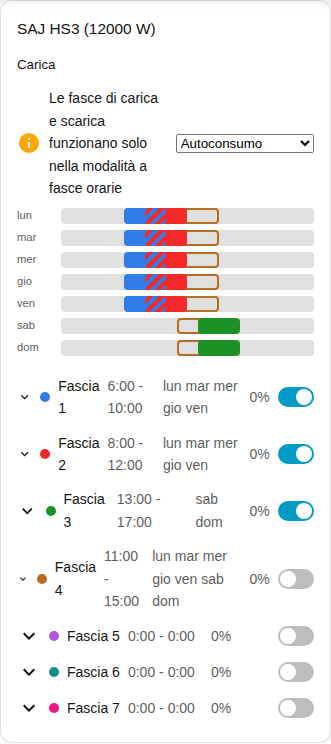 SAJ HS3 (12000 W)
Carica
Le fasce di carica
e scarica
funzionano solo
nella modalità a
fasce orarie
Autoconsumo
lun
mar
mer
gio
ven
sab
dom
Fascia 1 6:00 - 10:00 lun mar mer gio ven 0%
Fascia 2 8:00 - 12:00 lun mar mer gio ven 0%
Fascia 3 13:00 - 17:00 sab dom 0%
Fascia 4 11:00 - 15:00 lun mar mer gio ven sab dom 0%
Fascia 5 0:00 - 0:00 0%
Fascia 6 0:00 - 0:00 0%
Fascia 7 0:00 - 0:00 0%